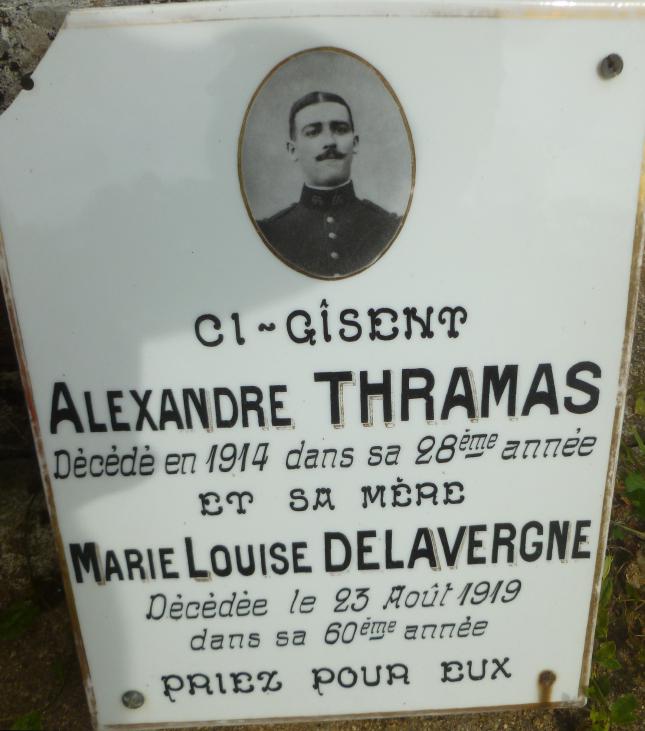 CI~GÎSENT
ALEXANDRE THRAMAS
Décédé en 1914 dans sa 28ème année
ET SA MÈRE
MARIE LOUISE DELAVERGNE
Décédée le 23 Août 1919
dans sa 60ème année
PRIEZ POUR EUX